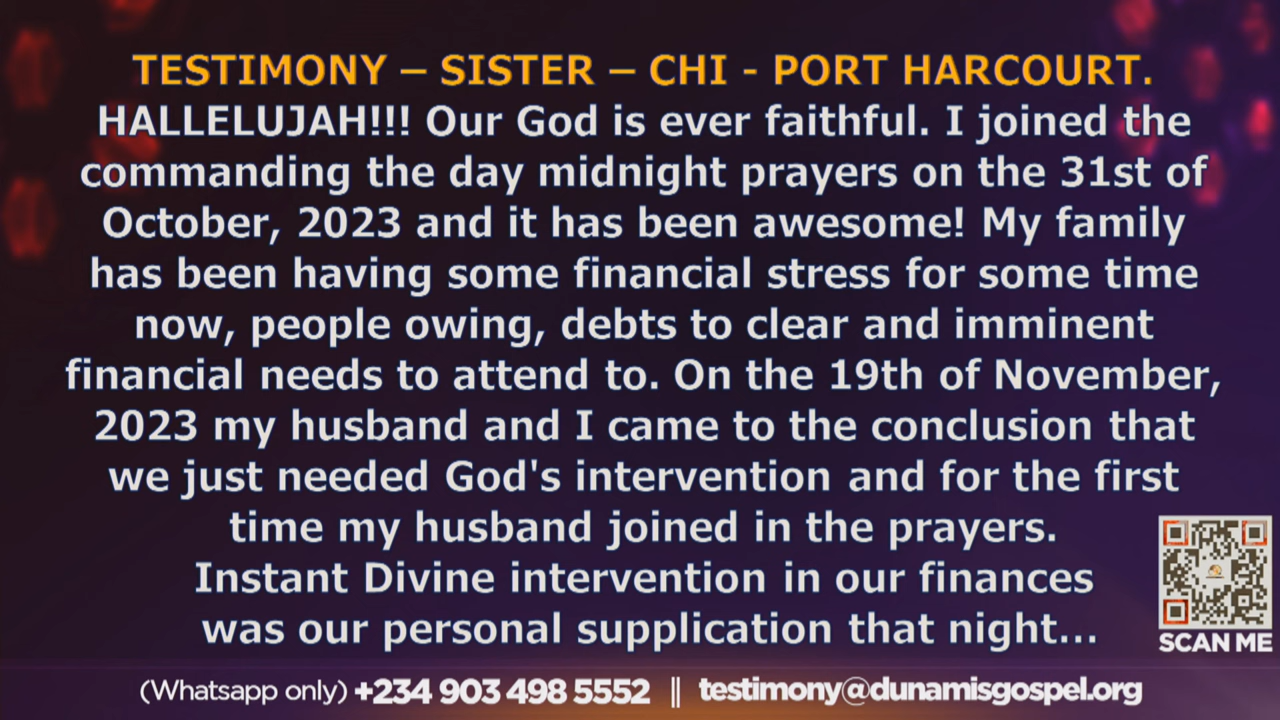 TESTIMONY – SISTER – CHI - PORT HARCOURT.
HALLELUJAH!!! Our God is ever faithful. I joined the
commanding the day midnight prayers on the 31st of
October, 2023 and it has been awesome! My family
has been having some financial stress for some time
now, people owing, debts to clear and imminent
financial needs to attend to. On the 19th of November,
2023 my husband and I came to the conclusion that
we just needed God's intervention and for the first
time my husband joined in the prayers.
Instant Divine intervention in our finances
was our personal supplication that night...
SCAN ME
(Whatsapp only) +234 903 498 5552 || testimony@dunamisgospel.org